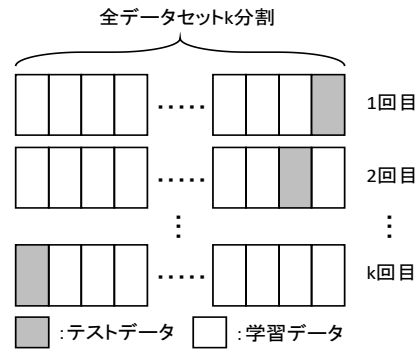 全データセットk分割
1回目
2回目
k回目
:テストデータ :学習データ